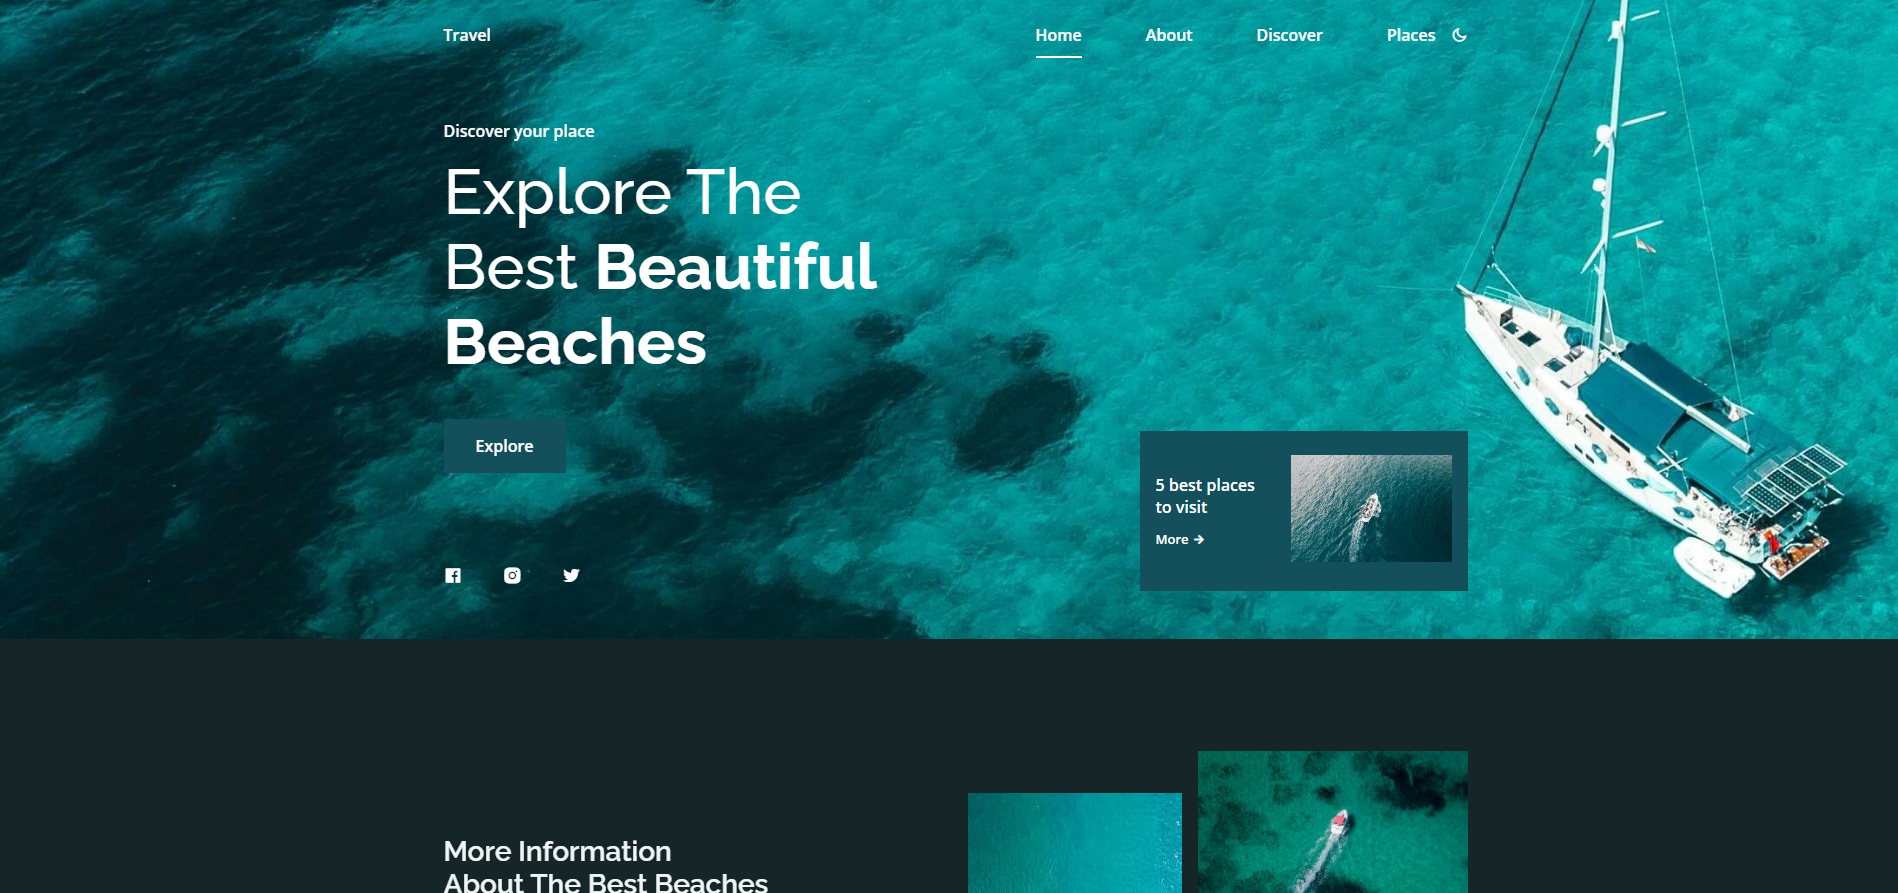 Travel
Home
About
Discover
Places
Discover your place
Explore The
Best Beautiful
Beaches
Explore
5 best places
to visit
More
More Information
About The Best Beaches